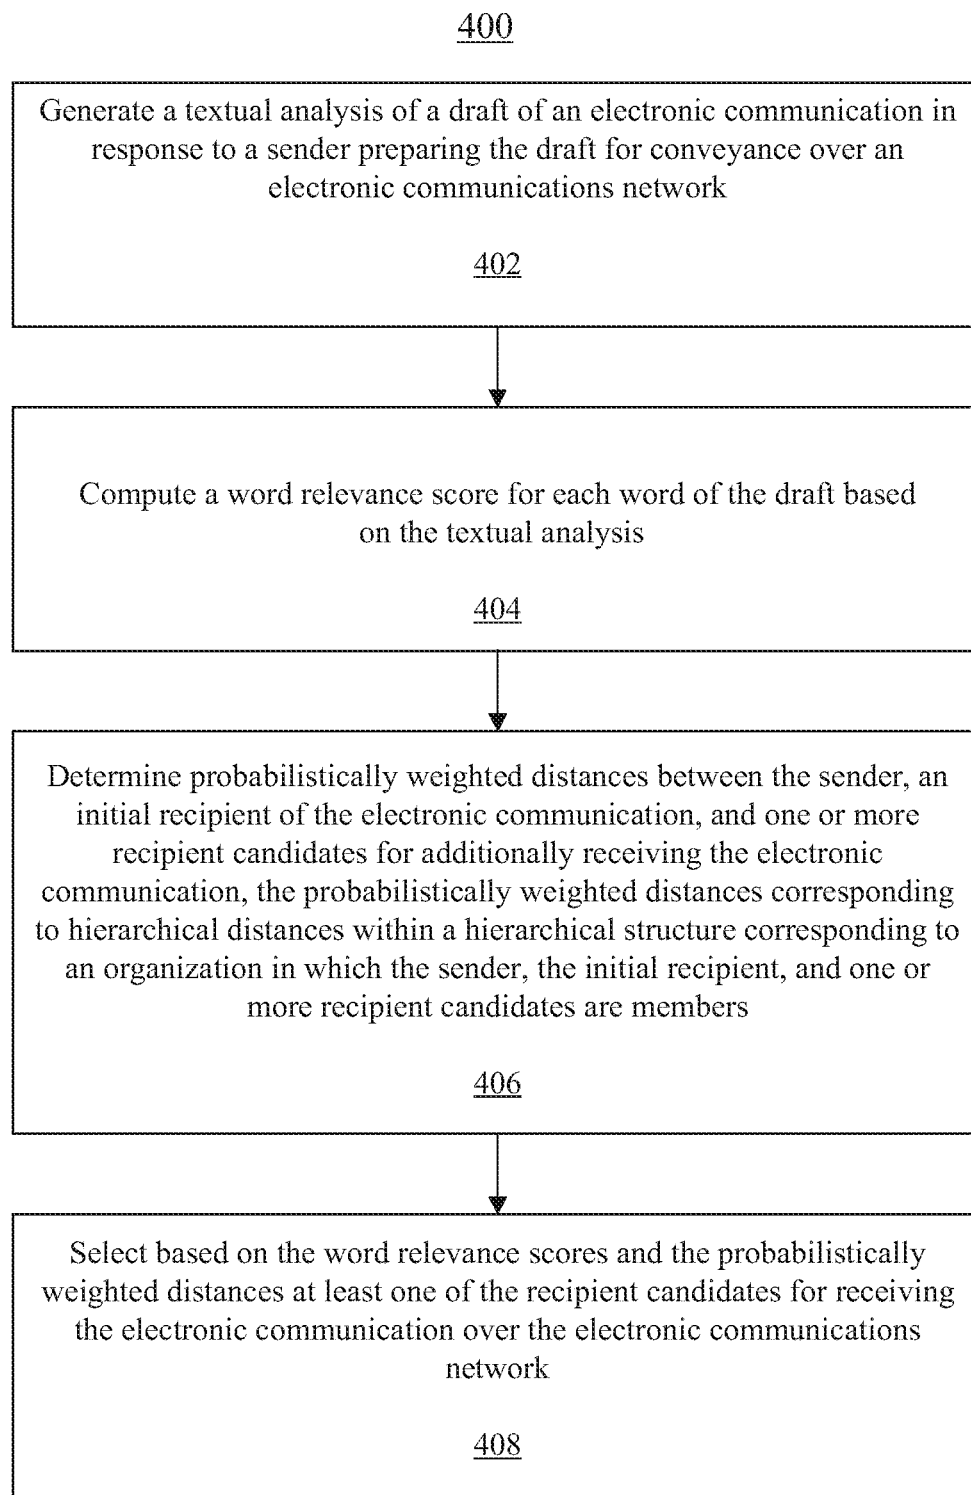 400
Generate a textual analysis of a draft of an electronic communication in
response to a sender preparing the draft for conveyance over an
electronic communications network
402
Compute a word relevance score for each word of the draft based
on the textual analysis
404
Determine probabilistically weighted distances between the sender, an
initial recipient of the electronic communication, and one or more
recipient candidates for additionally receiving the electronic
communication, the probabilistically weighted distances corresponding
to hierarchical distances within a hierarchical structure corresponding to
an organization in which the sender, the initial recipient, and one or
more recipient candidates are members
406
Select based on the word relevance scores and the probabilistically
weighted distances at least one of the recipient candidates for receiving
the electronic communication over the electronic communications
network
408